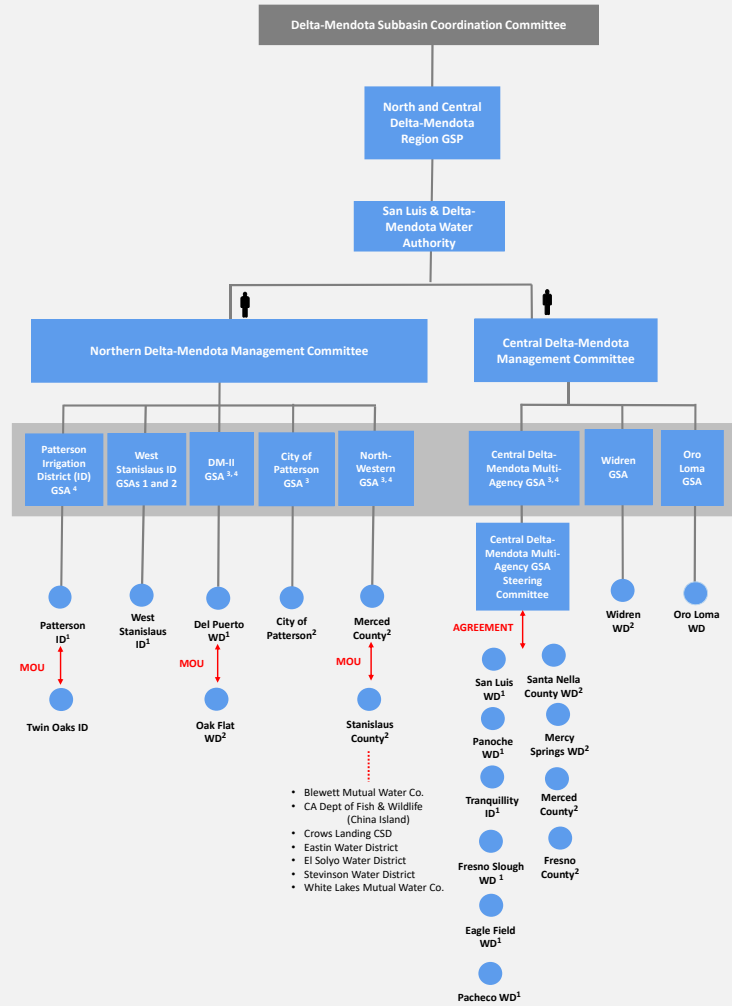 Delta-Mendota Subbasin Coordination Committee
North and Central
Delta-Mendota
Region GSP
San Luis & Delta-
Mendota Water
Authority
Northern Delta-Mendota Management Committee
Central Delta-Mendota
Management Committee
Patterson
Irrigation
District (ID)
GSA 4
West
Stanislaus ID
GSAs 1 and 2
DM-II
GSA 3, 4
City of
Patterson
GSA 3
North-
Western
GSA 3, 4
Central Delta-
Mendota Multi-
Agency GSA 3, 4
Widren
GSA
Oro
Loma
GSA
Central Delta-
Mendota Multi-
Agency GSA
Steering
Committee
Patterson
ID1
West
Stanislaus
ID1
Del Puerto
WD1
City of
Patterson2
Merced
County2
AGREEMENT
Widren
WD2
Oro Loma
WD
MOU
MOU
MOU
Twin Oaks ID
Oak Flat
WD2
Stanislaus
County2
San Luis
WD1
Santa Nella
County WD2
Panoche
WD1
Mercy
Springs WD2
Tranquillity
ID1
Merced
County2
Fresno Slough
WD 1
Fresno
County2
Eagle Field
WD1
Pacheco WD1
• Blewett Mutual Water Co.
• CA Dept of Fish & Wildlife
(China Island)
• Crows Landing CSD
• Eastin Water District
• El Solyo Water District
• Stevinson Water District
• White Lakes Mutual Water Co.